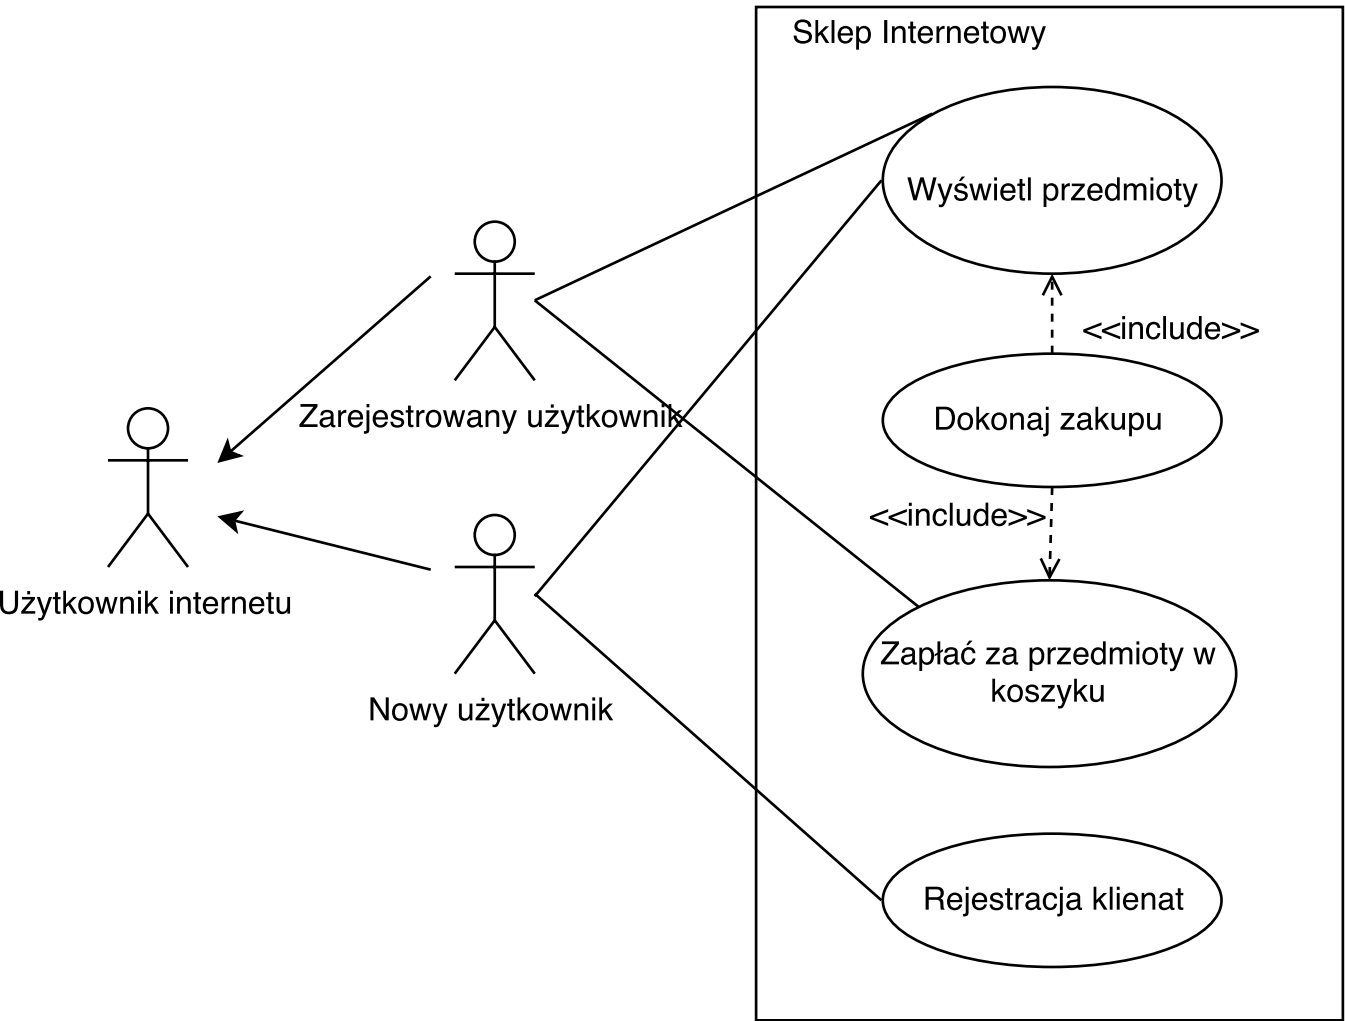 Sklep Internetowy
Wyświetl przedmioty
<<include>>
Zarejestrowany użytkownik
Dokonaj zakupu
<<include>>
Użytkownik internetu
Zapłać za przedmioty w
koszyku
Nowy użytkownik
Rejestracja klienat